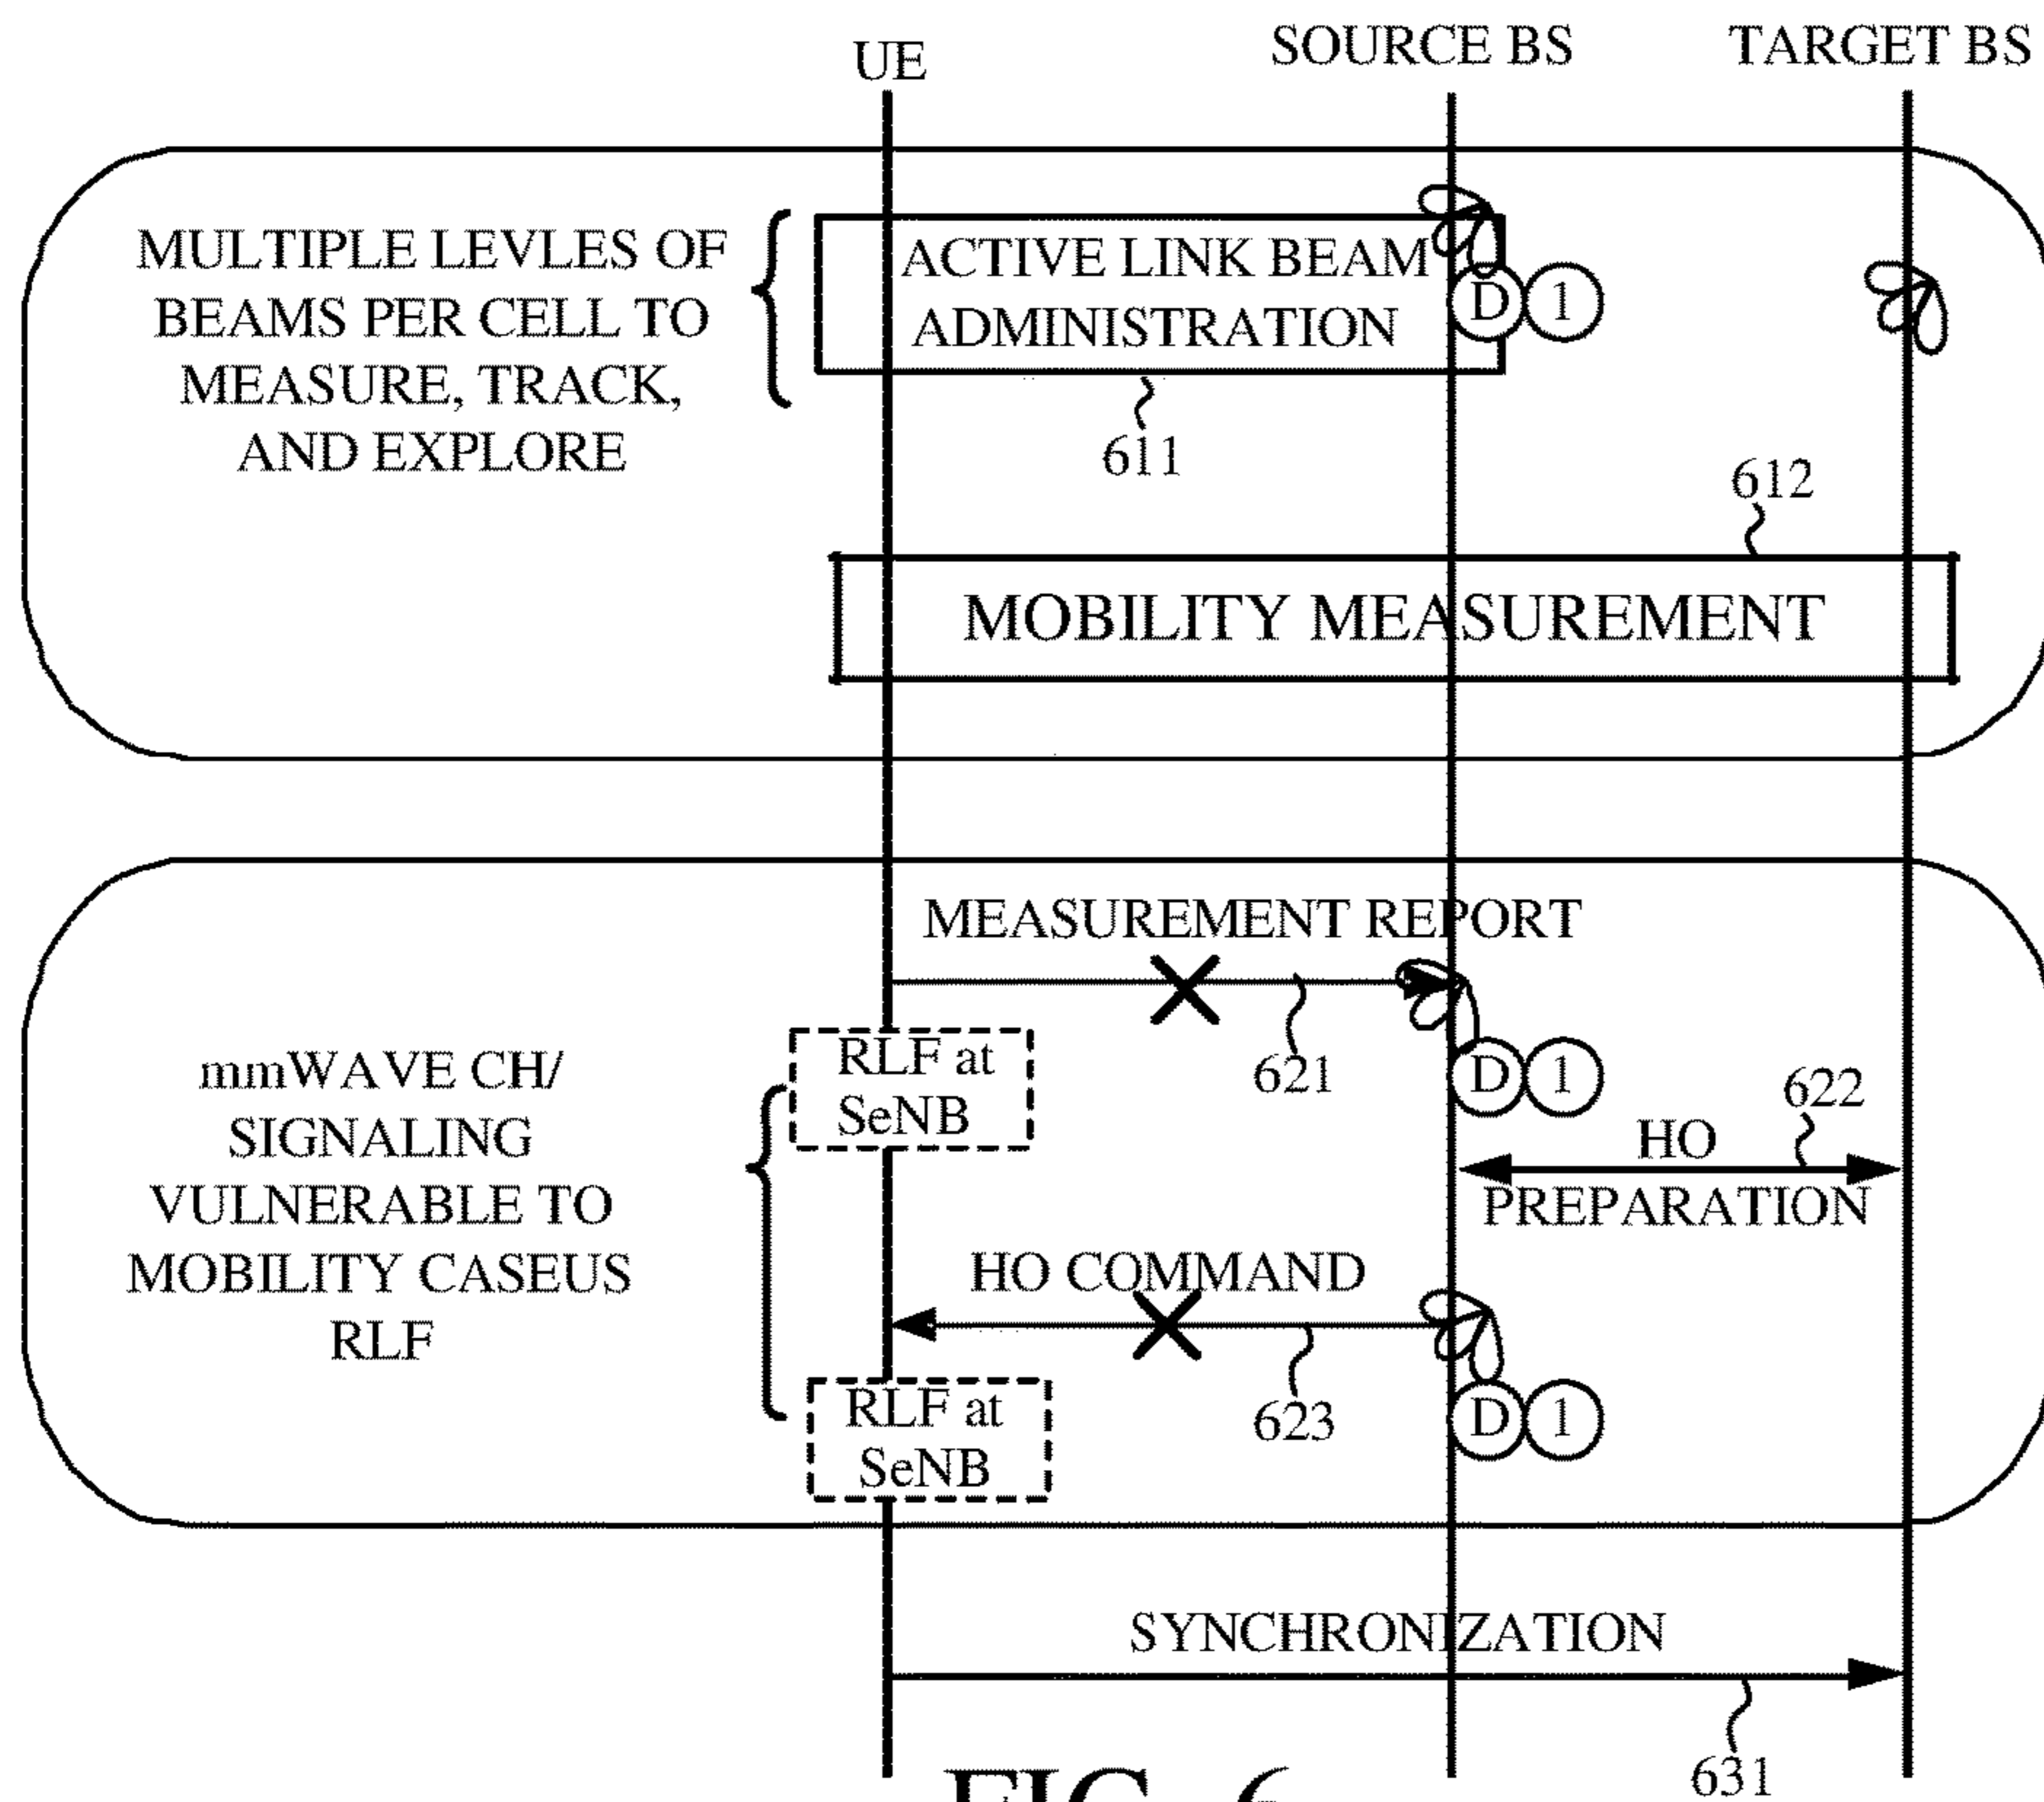 UE
SOURCE BS
TARGET BS
MULTIPLE LEVLES OF
BEAMS PER CELL TO
MEASURE, TRACK,
AND EXPLORE
ACTIVE LINK BEAM
ADMINISTRATION
D
1
611
612
MOBILITY MEASUREMENT
MEASUREMENT REPORT
621
D
1
RLF at
SeNB
mmWAVE CH/
SIGNALING
VULNERABLE TO
MOBILITY CASEUS
RLF
622
HO
PREPARATION
HO COMMAND
623
D
1
RLF at
SeNB
SYNCHRONIZATION
631
FIG. 6